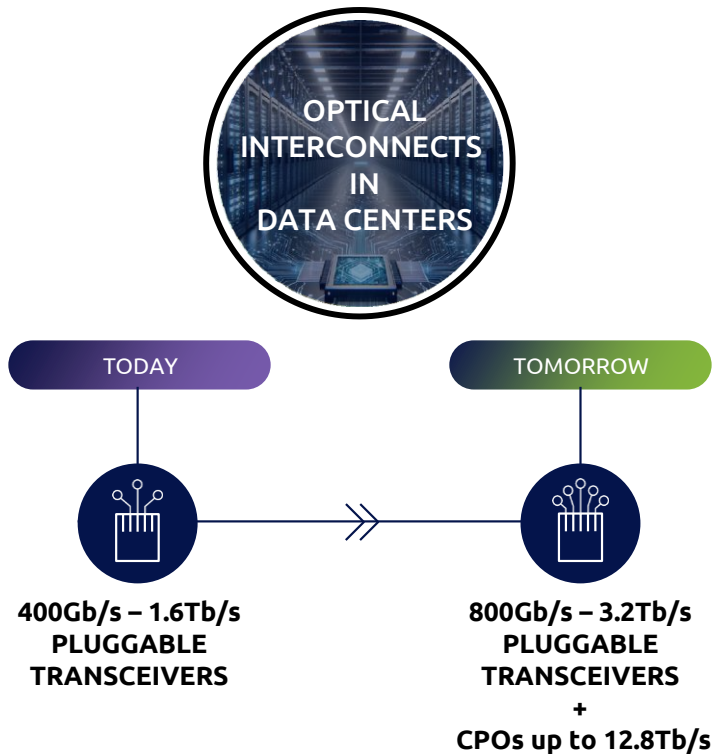 OPTICAL
INTERCONNECTS
IN
DATA CENTERS
TODAY
TOMORROW
400Gb/s – 1.6Tb/s
PLUGGABLE
TRANSCEIVERS
800Gb/s – 3.2Tb/s
PLUGGABLE
TRANSCEIVERS
+
CPOs up to 12.8Tb/s